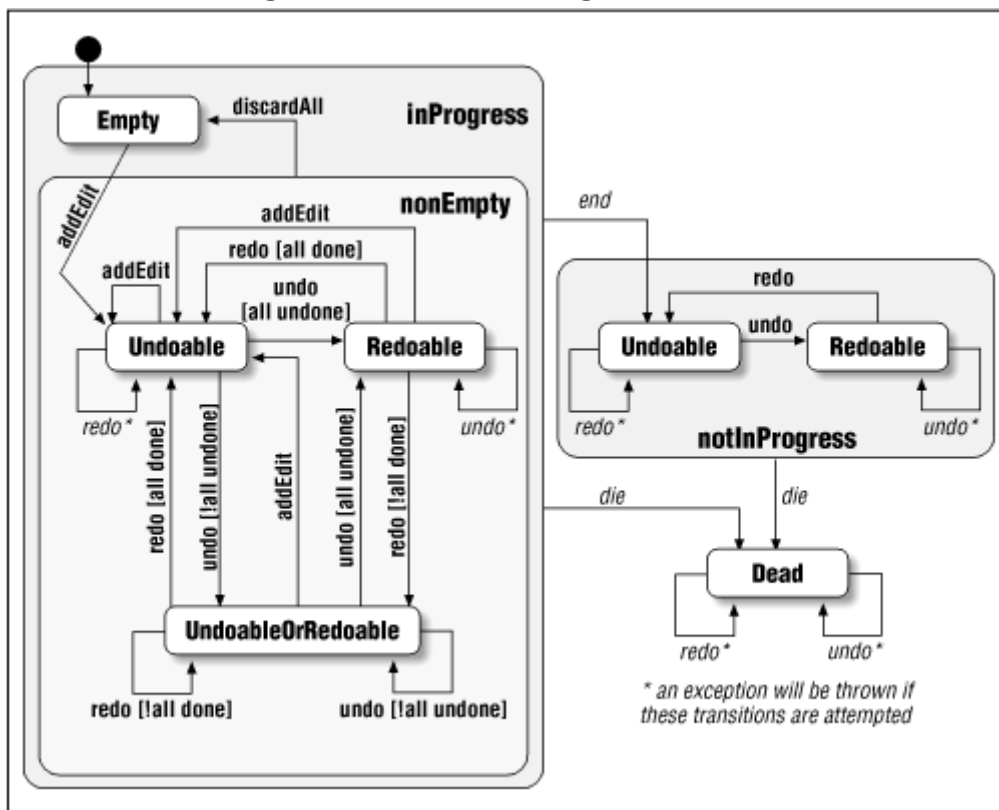 discardAll
inProgress
Empty
nonEmpty
addEdit
addEdit
redo [all done]
addEdit
undo
[all undone]
Undoable
Redoable
redo*
undo*
redo [all done]
undo [!all undone]
addEdit
undo [all undone]
redo [!all done]
UndoableOrRedoable
redo [!all done]
undo [!all undone]
end
redo
undo
Undoable
Redoable
redo*
undo*
notInProgress
die
die
Dead
redo*
undo*
* an exception will be thrown if
these transitions are attempted